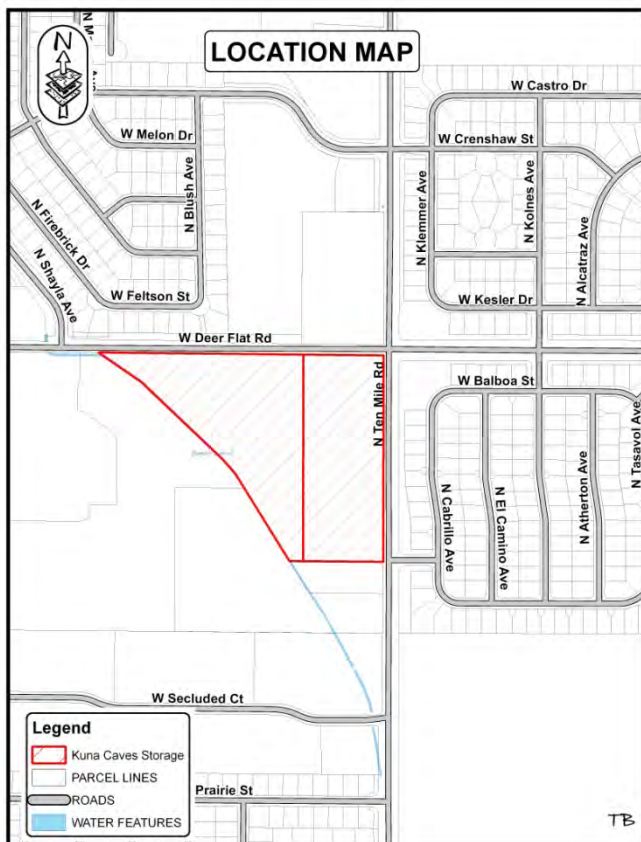 LOCATION MAP
N
W Castro Dr
W Melon Dr
W Crenshaw St
N Blush Ave
N Klemmer Ave
N Kolnes Ave
N Alcatraz Ave
N Firebrick Dr
N Shayla Ave
W Feltson St
W Kesler Dr
W Deer Flat Rd
N Ten Mile Rd
W Balboa St
N Tasavol Ave
N Cabrillo Ave
N El Camino Ave
N Atherton Ave
W Secluded Ct
Legend
Kuna Caves Storage
PARCEL LINES
ROADS
WATER FEATURES
Prairie St
TB